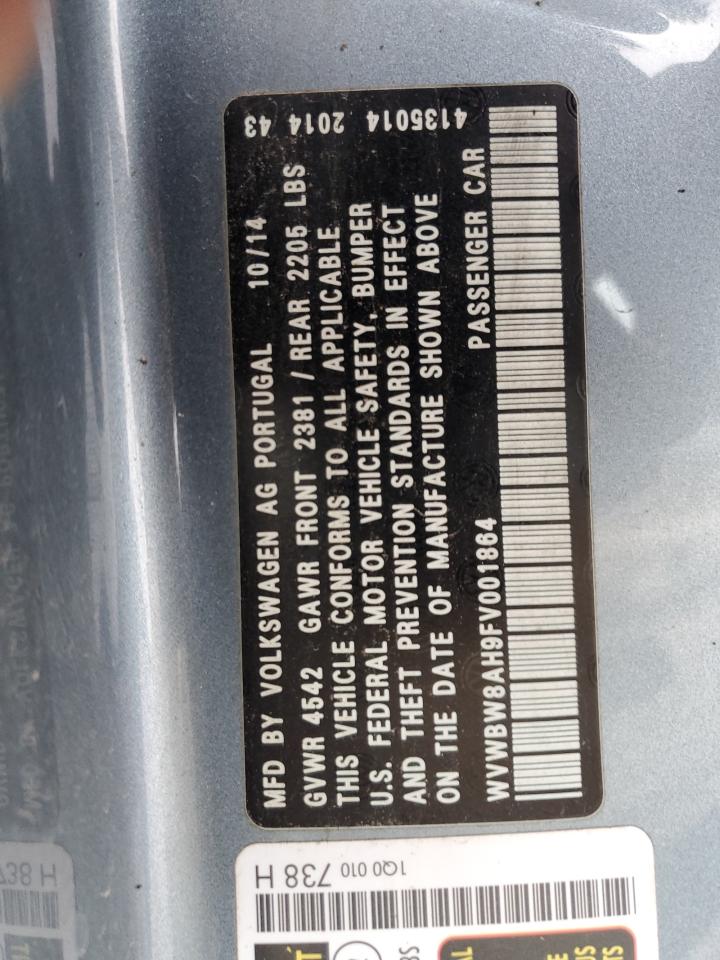 MFD BY VOLKSWAGEN AG PORTUGAL 10/14
GVWR 4542 GAWR FRONT 2381 / REAR 2205 LBS
THIS VEHICLE CONFORMS TO ALL APPLICABLE
U.S. FEDERAL MOTOR VEHICLE SAFETY, BUMPER
AND THEFT PREVENTION STANDARDS IN EFFECT
ON THE DATE OF MANUFACTURE SHOWN ABOVE
WVWBW8AH9FV001864 PASSENGER CAR
2014 43 4135014
1Q0 010 738 H